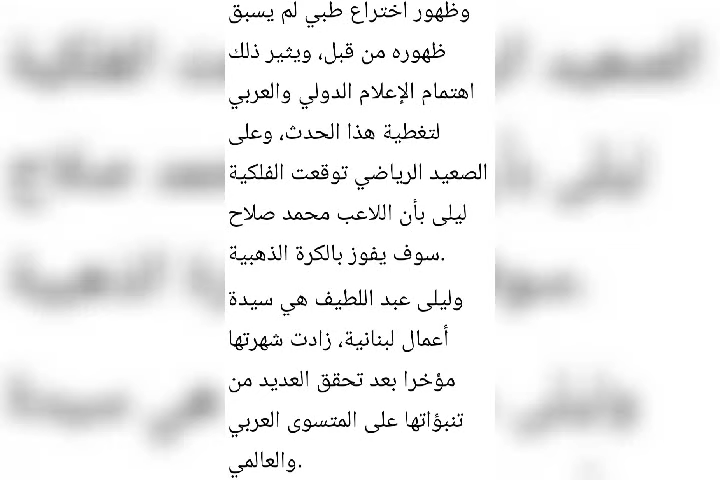 وظهور اختراع طبي لم يسبق
ظهوره من قبل، ويثير ذلك
اهتمام الإعلام الدولي والعربي
لتغطية هذا الحدث، وعلى
الصعيد الرياضي توقعت الفلكية
ليلى بأن اللاعب محمد صلاح
سوف يفوز بالكرة الذهبية.
وليلى عبد اللطيف هي سيدة
أعمال لبنانية، زادت شهرتها
مؤخرا بعد تحقق العديد من
تنبؤاتها على المتسوى العربي
والعالمي.